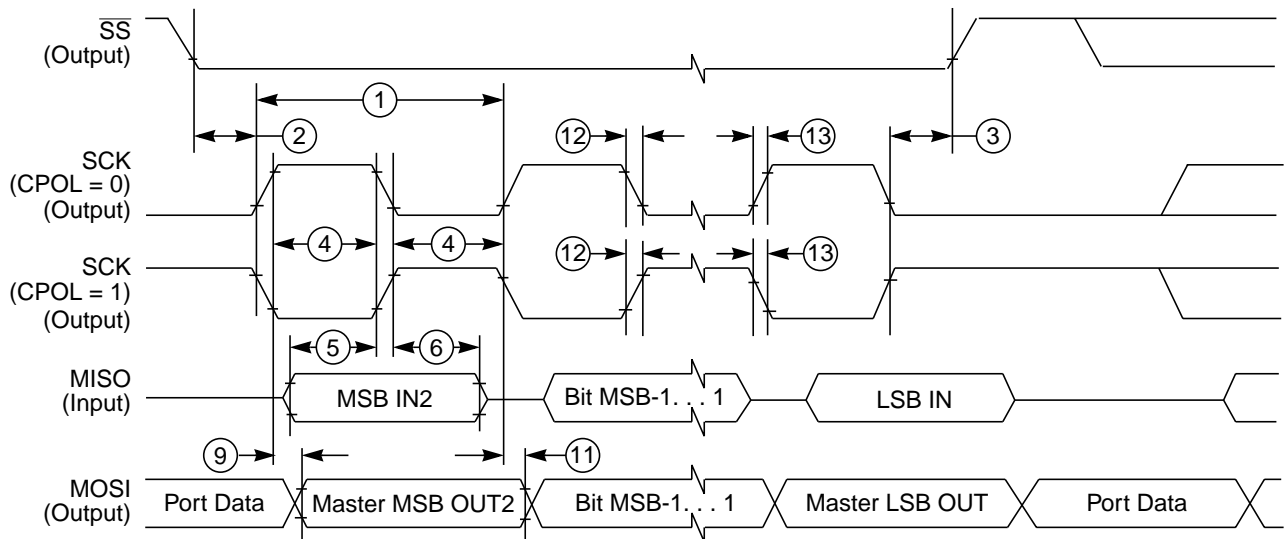 SS
(Output)
1
2
12
13
3
SCK
(CPOL = 0)
(Output)
4
4
12
13
SCK
(CPOL = 1)
(Output)
5
6
MISO
(Input)
MSB IN2
Bit MSB-1. . . 1
LSB IN
9
11
MOSI
(Output)
Port Data
Master MSB OUT2
Bit MSB-1. . . 1
Master LSB OUT
Port Data